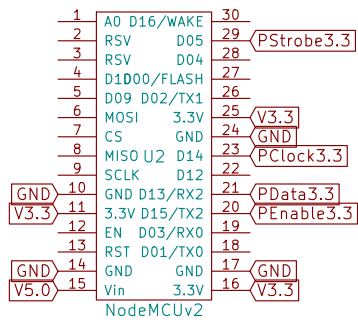 1 A0 D16/WAKE 30
2 RSV D05 29 PStrobe3.3
3 RSV D04 28
4 D10 D00/FLASH 27
5 D09 D02/TX1 26
6 MOSI 3.3V 25 V3.3
7 CS GND 24 GND
8 MISO U2 D14 23 PClock3.3
9 SCLK D12 22
GND 10 GND D13/RX2 21 PData3.3
V3.3 11 3.3V D15/TX2 20 PEnable3.3
12 EN D03/RX0 19
13 RST D01/TX0 18
GND 14 GND GND 17 GND
V5.0 15 Vin 3.3V 16 V3.3
NodeMCUv2